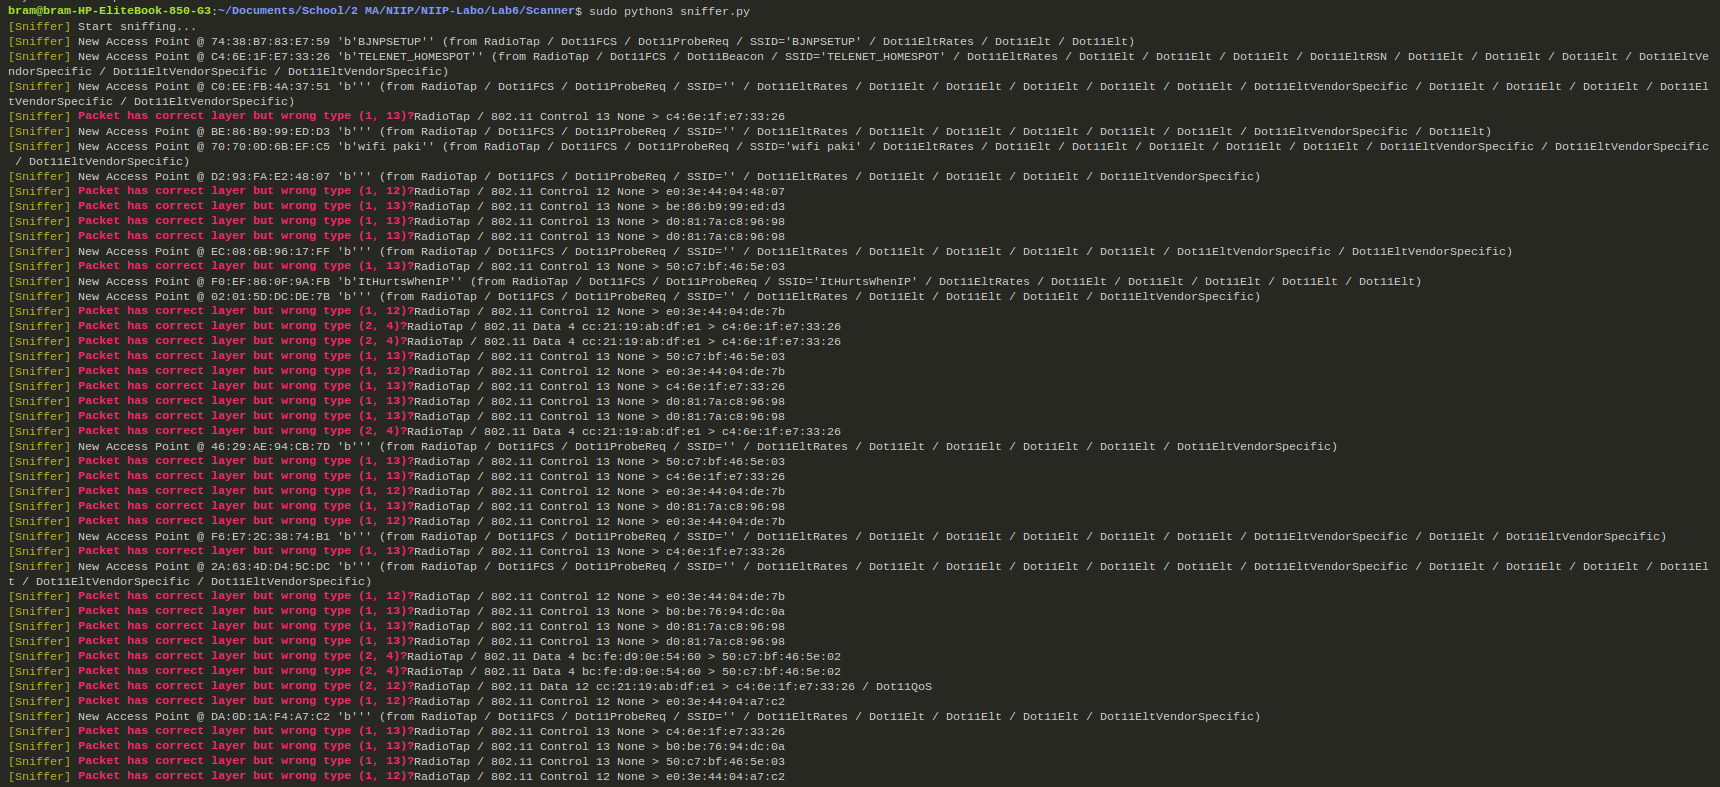 bram@bram-HP-EliteBook-850-G3:~/Documents/School/2 MA/NIIP/NIIP-Labo/Lab6/Scanner$ sudo python3 sniffer.py
[Sniffer] Start sniffing...
[Sniffer] New Access Point @ 74:38:B7:83:E7:59 'b'BJNPSETUP'' (from RadioTap / Dot11FCS / Dot11ProbeReq / SSID='BJNPSETUP' / Dot11EltRates / Dot11Elt / Dot11Elt)
[Sniffer] New Access Point @ C4:6E:1F:E7:33:26 'b'TELENET_HOMESPOT'' (from RadioTap / Dot11FCS / Dot11Beacon / SSID='TELENET_HOMESPOT' / Dot11EltRates / Dot11Elt / Dot11Elt / Dot11Elt / Dot11EltRSN / Dot11Elt / Dot11Elt / Dot11Elt / Dot11EltVe
ndorSpecific / Dot11EltVendorSpecific / Dot11EltVendorSpecific)
[Sniffer] New Access Point @ C0:EE:FB:4A:37:51 'b''' (from RadioTap / Dot11FCS / Dot11ProbeReq / SSID='' / Dot11EltRates / Dot11Elt / Dot11Elt / Dot11Elt / Dot11Elt / Dot11Elt / Dot11EltVendorSpecific / Dot11Elt / Dot11Elt / Dot11Elt / Dot11El
tVendorSpecific / Dot11EltVendorSpecific)
[Sniffer] Packet has correct layer but wrong type (1, 13)?RadioTap / 802.11 Control 13 None > c4:6e:1f:e7:33:26
[Sniffer] New Access Point @ BE:86:B9:99:ED:D3 'b''' (from RadioTap / Dot11FCS / Dot11ProbeReq / SSID='' / Dot11EltRates / Dot11Elt / Dot11Elt / Dot11Elt / Dot11Elt / Dot11Elt / Dot11EltVendorSpecific / Dot11Elt)
[Sniffer] New Access Point @ 70:70:0D:6B:EF:C5 'b'wifi paki'' (from RadioTap / Dot11FCS / Dot11ProbeReq / SSID='wifi paki' / Dot11EltRates / Dot11Elt / Dot11Elt / Dot11Elt / Dot11Elt / Dot11Elt / Dot11EltVendorSpecific / Dot11EltVendorSpecific
 / Dot11EltVendorSpecific)
[Sniffer] New Access Point @ D2:93:FA:E2:48:07 'b''' (from RadioTap / Dot11FCS / Dot11ProbeReq / SSID='' / Dot11EltRates / Dot11Elt / Dot11Elt / Dot11Elt / Dot11EltVendorSpecific)
[Sniffer] Packet has correct layer but wrong type (1, 12)?RadioTap / 802.11 Control 12 None > e0:3e:44:04:48:07
[Sniffer] Packet has correct layer but wrong type (1, 13)?RadioTap / 802.11 Control 13 None > be:86:b9:99:ed:d3
[Sniffer] Packet has correct layer but wrong type (1, 13)?RadioTap / 802.11 Control 13 None > d0:81:7a:c8:96:98
[Sniffer] Packet has correct layer but wrong type (1, 13)?RadioTap / 802.11 Control 13 None > d0:81:7a:c8:96:98
[Sniffer] New Access Point @ EC:08:6B:96:17:FF 'b''' (from RadioTap / Dot11FCS / Dot11ProbeReq / SSID='' / Dot11EltRates / Dot11Elt / Dot11Elt / Dot11Elt / Dot11Elt / Dot11EltVendorSpecific / Dot11EltVendorSpecific)
[Sniffer] Packet has correct layer but wrong type (1, 13)?RadioTap / 802.11 Control 13 None > 50:c7:bf:46:5e:03
[Sniffer] New Access Point @ F0:EF:86:0F:9A:FB 'b'ItHurtsWhenIP'' (from RadioTap / Dot11FCS / Dot11ProbeReq / SSID='ItHurtsWhenIP' / Dot11EltRates / Dot11Elt / Dot11Elt / Dot11Elt / Dot11Elt / Dot11Elt)
[Sniffer] New Access Point @ 02:01:5D:DC:DE:7B 'b''' (from RadioTap / Dot11FCS / Dot11ProbeReq / SSID='' / Dot11EltRates / Dot11Elt / Dot11Elt / Dot11Elt / Dot11EltVendorSpecific)
[Sniffer] Packet has correct layer but wrong type (1, 12)?RadioTap / 802.11 Control 12 None > e0:3e:44:04:de:7b
[Sniffer] Packet has correct layer but wrong type (2, 4)?RadioTap / 802.11 Data 4 cc:21:19:ab:df:e1 > c4:6e:1f:e7:33:26
[Sniffer] Packet has correct layer but wrong type (2, 4)?RadioTap / 802.11 Data 4 cc:21:19:ab:df:e1 > c4:6e:1f:e7:33:26
[Sniffer] Packet has correct layer but wrong type (1, 13)?RadioTap / 802.11 Control 13 None > 50:c7:bf:46:5e:03
[Sniffer] Packet has correct layer but wrong type (1, 12)?RadioTap / 802.11 Control 12 None > e0:3e:44:04:de:7b
[Sniffer] Packet has correct layer but wrong type (1, 13)?RadioTap / 802.11 Control 13 None > c4:6e:1f:e7:33:26
[Sniffer] Packet has correct layer but wrong type (1, 13)?RadioTap / 802.11 Control 13 None > d0:81:7a:c8:96:98
[Sniffer] Packet has correct layer but wrong type (1, 13)?RadioTap / 802.11 Control 13 None > d0:81:7a:c8:96:98
[Sniffer] Packet has correct layer but wrong type (2, 4)?RadioTap / 802.11 Data 4 cc:21:19:ab:df:e1 > c4:6e:1f:e7:33:26
[Sniffer] New Access Point @ 46:29:AE:94:CB:7D 'b''' (from RadioTap / Dot11FCS / Dot11ProbeReq / SSID='' / Dot11EltRates / Dot11Elt / Dot11Elt / Dot11Elt / Dot11Elt / Dot11EltVendorSpecific)
[Sniffer] Packet has correct layer but wrong type (1, 13)?RadioTap / 802.11 Control 13 None > 50:c7:bf:46:5e:03
[Sniffer] Packet has correct layer but wrong type (1, 13)?RadioTap / 802.11 Control 13 None > c4:6e:1f:e7:33:26
[Sniffer] Packet has correct layer but wrong type (1, 12)?RadioTap / 802.11 Control 12 None > e0:3e:44:04:de:7b
[Sniffer] Packet has correct layer but wrong type (1, 13)?RadioTap / 802.11 Control 13 None > d0:81:7a:c8:96:98
[Sniffer] Packet has correct layer but wrong type (1, 12)?RadioTap / 802.11 Control 12 None > e0:3e:44:04:de:7b
[Sniffer] New Access Point @ F6:E7:2C:38:74:B1 'b''' (from RadioTap / Dot11FCS / Dot11ProbeReq / SSID='' / Dot11EltRates / Dot11Elt / Dot11Elt / Dot11Elt / Dot11Elt / Dot11Elt / Dot11EltVendorSpecific / Dot11Elt / Dot11EltVendorSpecific)
[Sniffer] Packet has correct layer but wrong type (1, 13)?RadioTap / 802.11 Control 13 None > c4:6e:1f:e7:33:26
[Sniffer] New Access Point @ 2A:63:4D:D4:5C:DC 'b''' (from RadioTap / Dot11FCS / Dot11ProbeReq / SSID='' / Dot11EltRates / Dot11Elt / Dot11Elt / Dot11Elt / Dot11Elt / Dot11Elt / Dot11EltVendorSpecific / Dot11Elt / Dot11Elt / Dot11Elt / Dot11El
t / Dot11EltVendorSpecific / Dot11EltVendorSpecific)
[Sniffer] Packet has correct layer but wrong type (1, 12)?RadioTap / 802.11 Control 12 None > e0:3e:44:04:de:7b
[Sniffer] Packet has correct layer but wrong type (1, 13)?RadioTap / 802.11 Control 13 None > b0:be:76:94:dc:0a
[Sniffer] Packet has correct layer but wrong type (1, 13)?RadioTap / 802.11 Control 13 None > d0:81:7a:c8:96:98
[Sniffer] Packet has correct layer but wrong type (1, 13)?RadioTap / 802.11 Control 13 None > d0:81:7a:c8:96:98
[Sniffer] Packet has correct layer but wrong type (2, 4)?RadioTap / 802.11 Data 4 bc:fe:d9:0e:54:60 > 50:c7:bf:46:5e:02
[Sniffer] Packet has correct layer but wrong type (2, 4)?RadioTap / 802.11 Data 4 bc:fe:d9:0e:54:60 > 50:c7:bf:46:5e:02
[Sniffer] Packet has correct layer but wrong type (2, 12)?RadioTap / 802.11 Data 12 cc:21:19:ab:df:e1 > c4:6e:1f:e7:33:26 / Dot11QoS
[Sniffer] Packet has correct layer but wrong type (1, 12)?RadioTap / 802.11 Control 12 None > e0:3e:44:04:a7:c2
[Sniffer] New Access Point @ DA:0D:1A:F4:A7:C2 'b''' (from RadioTap / Dot11FCS / Dot11ProbeReq / SSID='' / Dot11EltRates / Dot11Elt / Dot11Elt / Dot11Elt / Dot11EltVendorSpecific)
[Sniffer] Packet has correct layer but wrong type (1, 13)?RadioTap / 802.11 Control 13 None > c4:6e:1f:e7:33:26
[Sniffer] Packet has correct layer but wrong type (1, 13)?RadioTap / 802.11 Control 13 None > b0:be:76:94:dc:0a
[Sniffer] Packet has correct layer but wrong type (1, 13)?RadioTap / 802.11 Control 13 None > 50:c7:bf:46:5e:03
[Sniffer] Packet has correct layer but wrong type (1, 12)?RadioTap / 802.11 Control 12 None > e0:3e:44:04:a7:c2